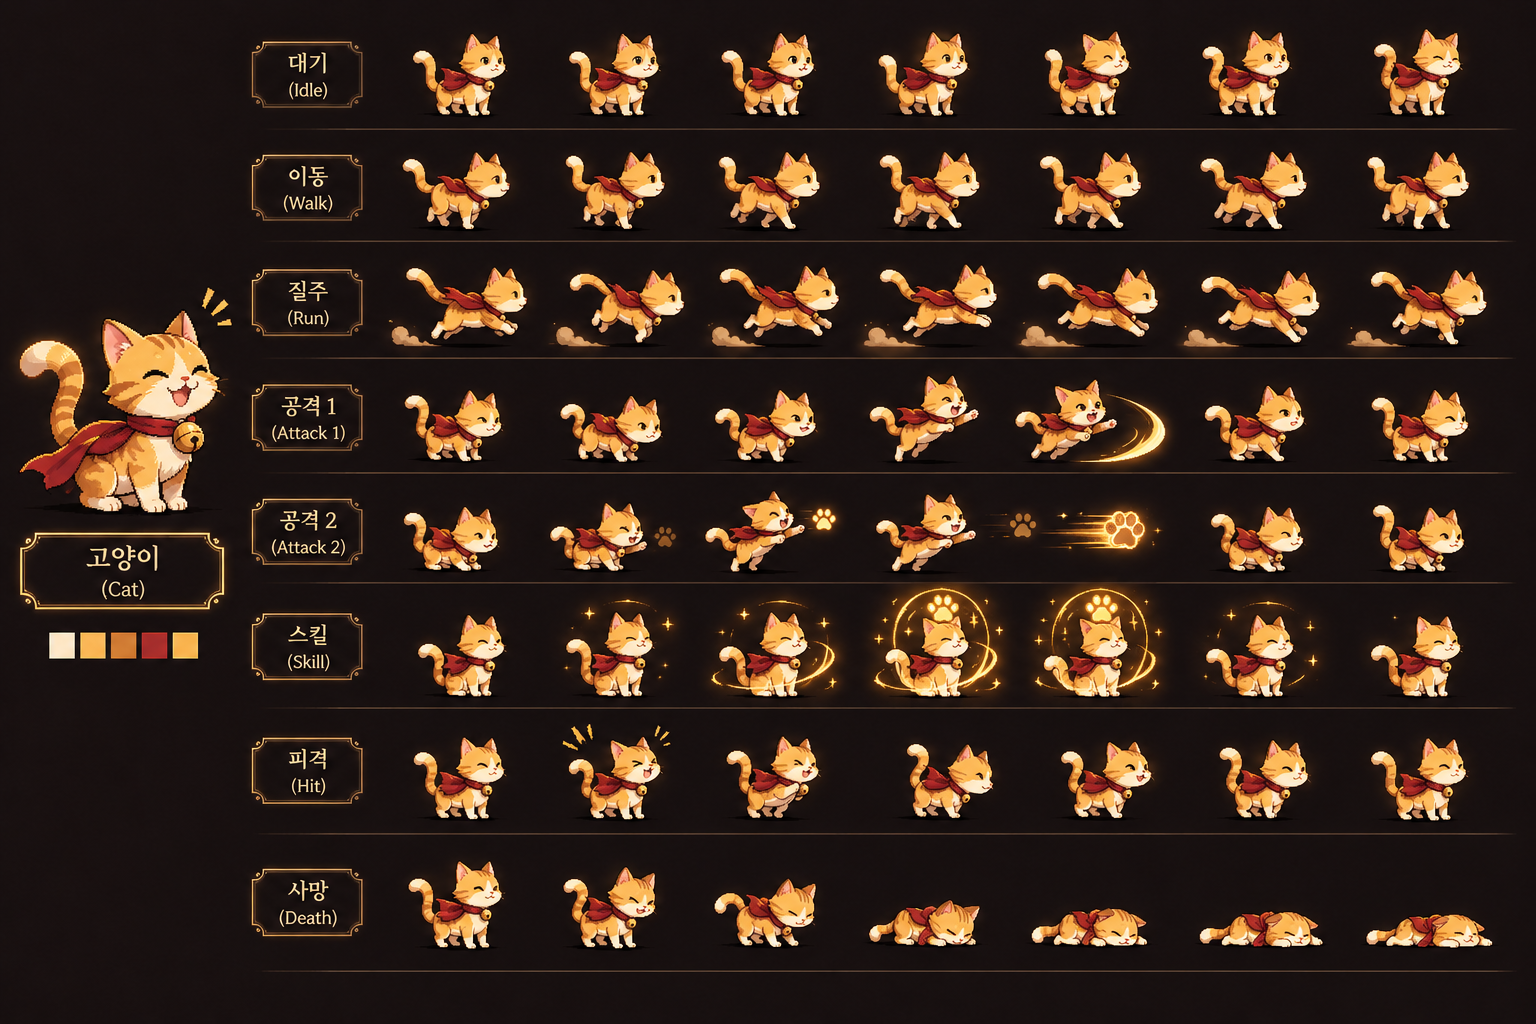 대기
(Idle)
이동
(Walk)
질주
(Run)
공격 1
(Attack 1)
공격 2
(Attack 2)
스킬
(Skill)
피격
(Hit)
사망
(Death)
고양이
(Cat)